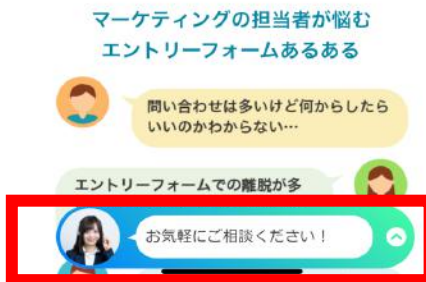 マーケティングの担当者が悩む
エントリーフォームあるある
問い合わせは多いけど何からしたら
いいのかわからない…
エントリーフォームでの離脱が多
お気軽にご相談ください！